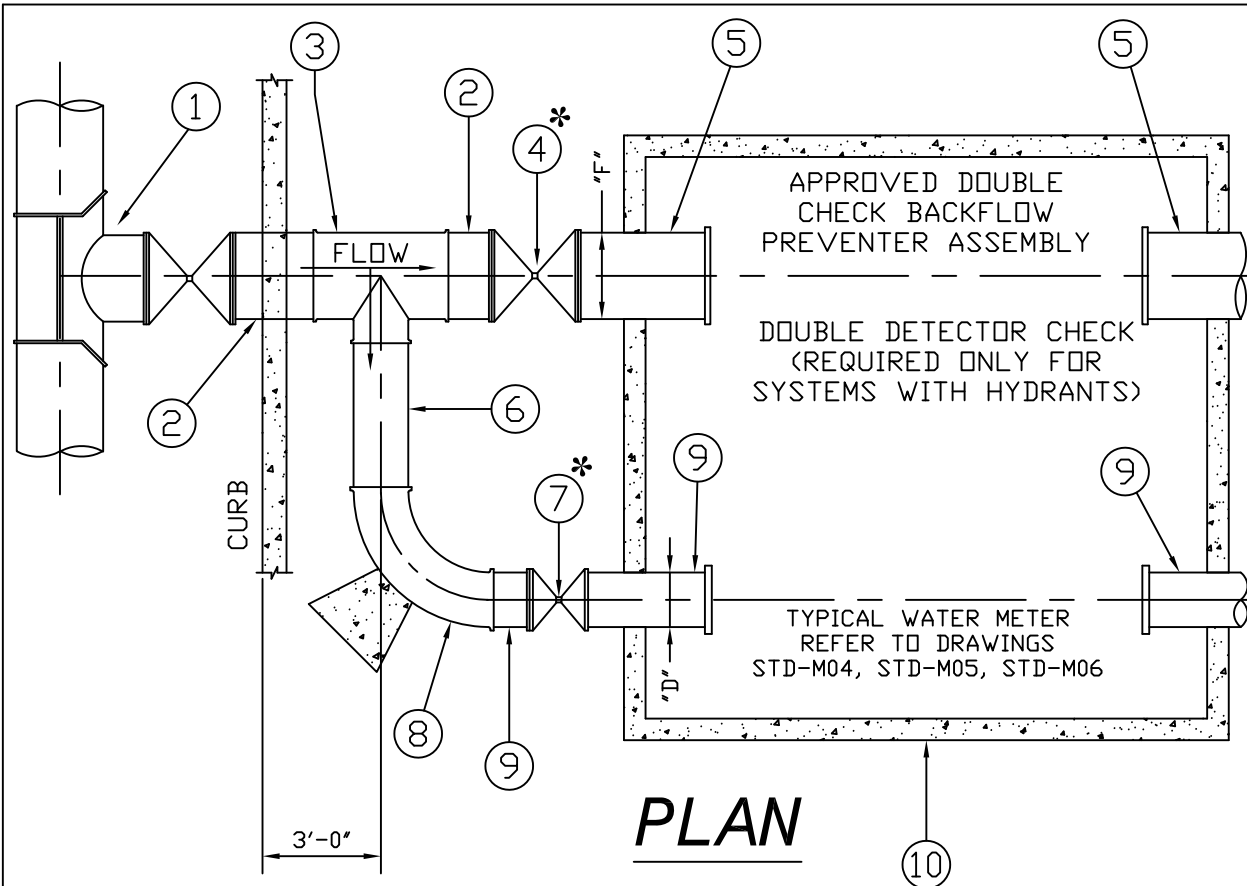 3
2
5
5
1
4*
"F"
APPROVED DOUBLE
CHECK BACKFLOW
PREVENTER ASSEMBLY
FLOW
DOUBLE DETECTOR CHECK
(REQUIRED ONLY FOR
SYSTEMS WITH HYDRANTS)
2
6
CURB
7*
9
9
"D"
TYPICAL WATER METER
REFER TO DRAWINGS
STD-M04, STD-M05, STD-M06
8
9
PLAN
3'-0"
10